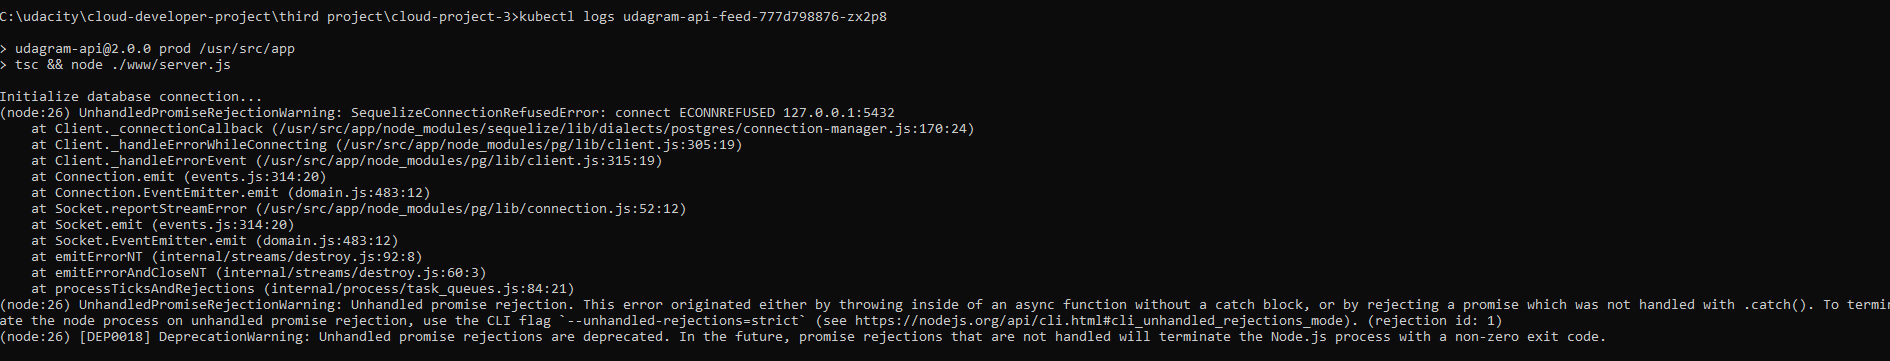 C:\udacity\cloud-developer-project\third project\cloud-project-3>kubectl logs udagram-api-feed-777d798876-zx2p8
> udagram-api@2.0.0 prod /usr/src/app
> tsc && node ./www/server.js
Initialize database connection...
(node:26) UnhandledPromiseRejectionWarning: SequelizeConnectionRefusedError: connect ECONNREFUSED 127.0.0.1:5432
    at Client._connectionCallback (/usr/src/app/node_modules/sequelize/lib/dialects/postgres/connection-manager.js:170:24)
    at Client._handleErrorWhileConnecting (/usr/src/app/node_modules/pg/lib/client.js:305:19)
    at Client._handleErrorEvent (/usr/src/app/node_modules/pg/lib/client.js:315:19)
    at Connection.emit (events.js:314:20)
    at Connection.EventEmitter.emit (domain.js:483:12)
    at Socket.reportStreamError (/usr/src/app/node_modules/pg/lib/connection.js:52:12)
    at Socket.emit (events.js:314:20)
    at Socket.EventEmitter.emit (domain.js:483:12)
    at emitErrorNT (internal/streams/destroy.js:92:8)
    at emitErrorAndCloseNT (internal/streams/destroy.js:60:3)
    at processTicksAndRejections (internal/process/task_queues.js:84:21)
(node:26) UnhandledPromiseRejectionWarning: Unhandled promise rejection. This error originated either by throwing inside of an async function without a catch block, or by rejecting a promise which was not handled with .catch(). To termin
ate the node process on unhandled promise rejection, use the CLI flag `--unhandled-rejections=strict` (see https://nodejs.org/api/cli.html#cli_unhandled_rejections_mode). (rejection id: 1)
(node:26) [DEP0018] DeprecationWarning: Unhandled promise rejections are deprecated. In the future, promise rejections that are not handled will terminate the Node.js process with a non-zero exit code.